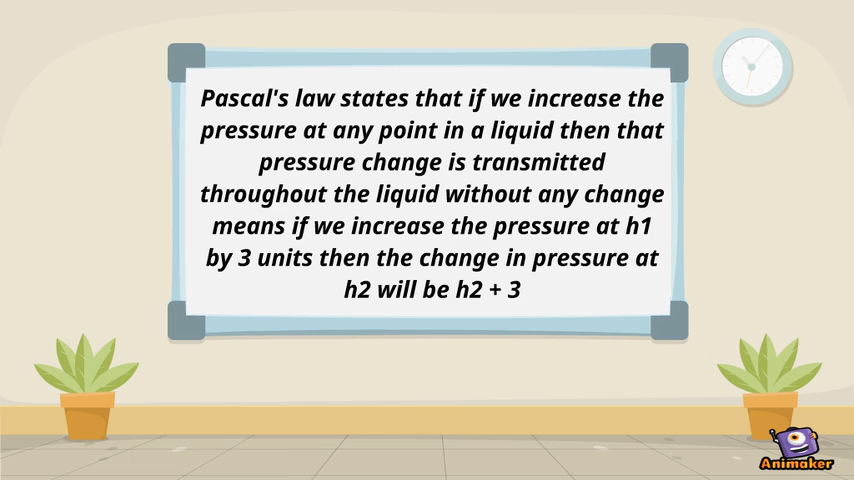 Pascal's law states that if we increase the
pressure at any point in a liquid then that
pressure change is transmitted
throughout the liquid without any change
means if we increase the pressure at h1
by 3 units then the change in pressure at
h2 will be h2 + 3
Animaker